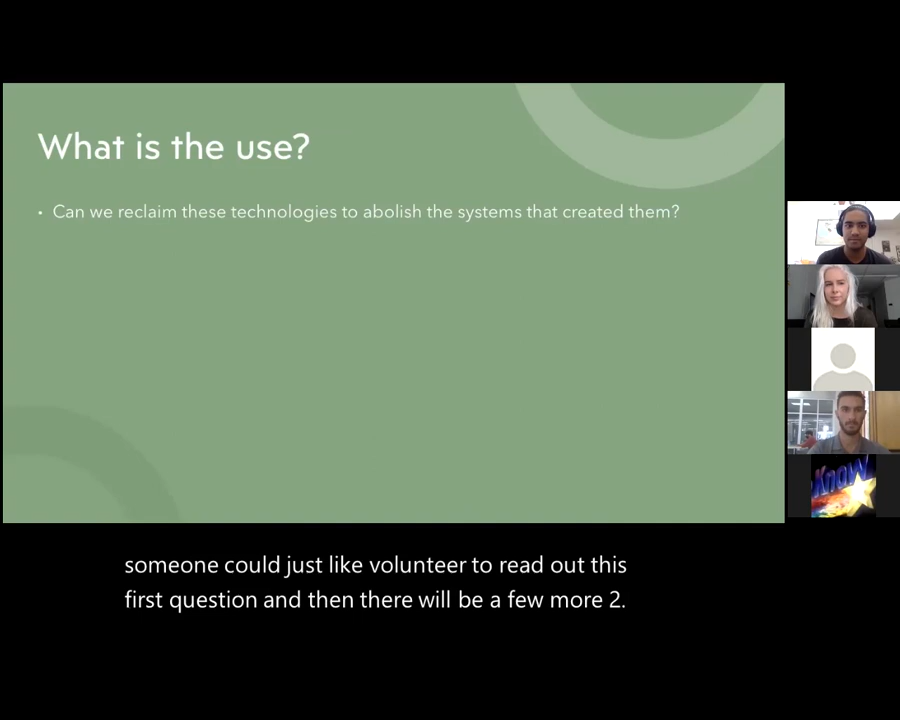 What is the use?
• Can we reclaim these technologies to abolish the systems that created them?
Know
someone could just like volunteer to read out this
first question and then there will be a few more 2.